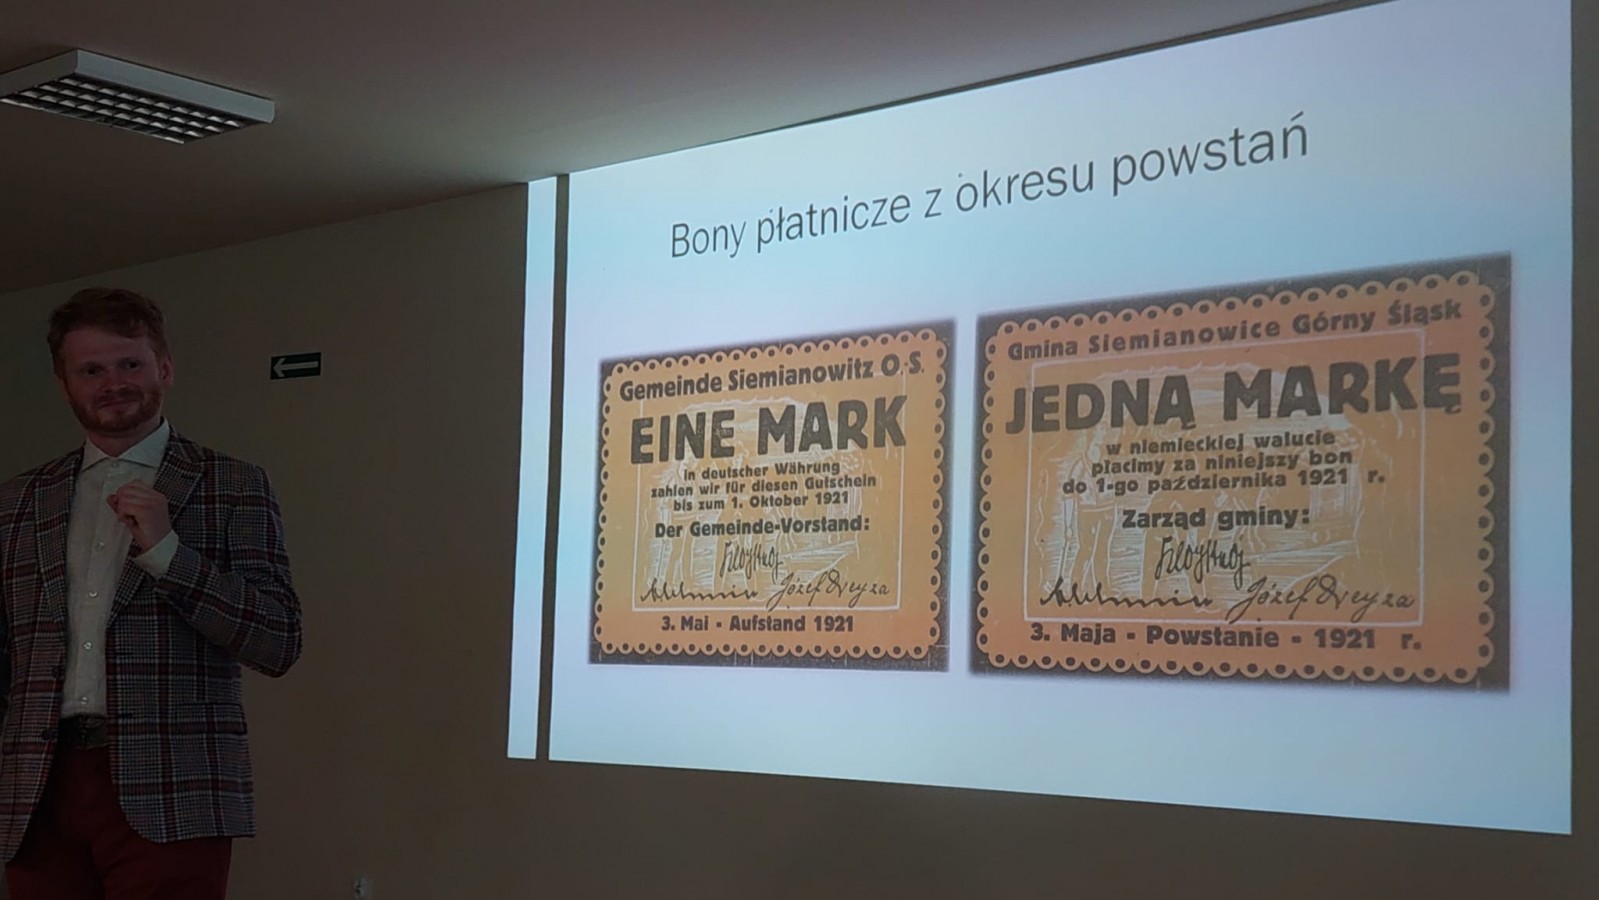 Bony płatnicze z okresu powstań
Gemeinde Siemianowitz O.-S.
EINE MARK
in deutscher Währung
zahlen wir für diesen Gutschein
bis zum 1. Oktober 1921
Der Gemeinde-Vorstand:
Józef Dreyza
3. Mai - Aufstand 1921
Gmina Siemianowice Górny Śląsk
JEDNĄ MARKĘ
w niemieckiej walucie
płacimy za niniejszy bon
do 1-go października 1921 r.
Zarząd gminy:
Józef Dreyza
3. Maja - Powstanie - 1921 r.